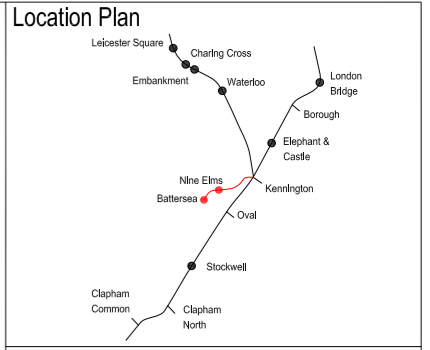 Location Plan
Leicester Square
Charing Cross
Embankment
Waterloo
London
Bridge
Borough
Elephant &
Castle
Nine Elms
Kennington
Battersea
Oval
Stockwell
Clapham
Common
Clapham
North